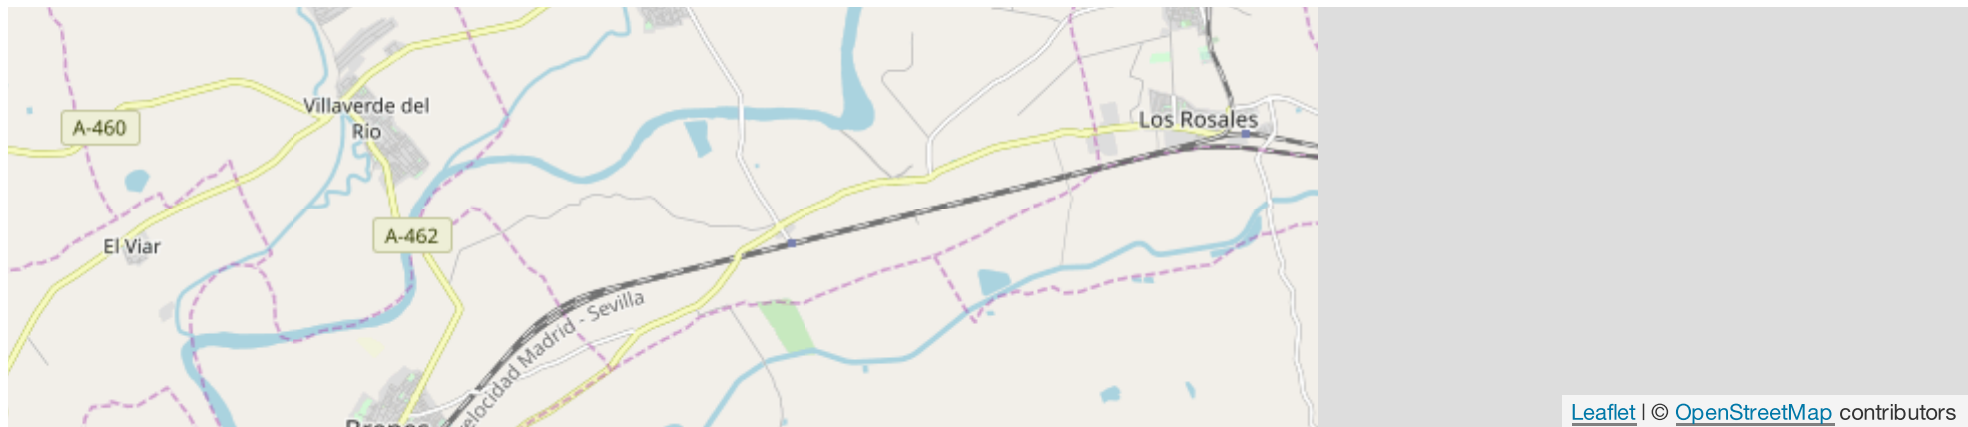 Villaverde del
Río
A-460
Los Rosales
A-462
El Viar
Madrid - Sevilla
Leaflet | © OpenStreetMap contributors